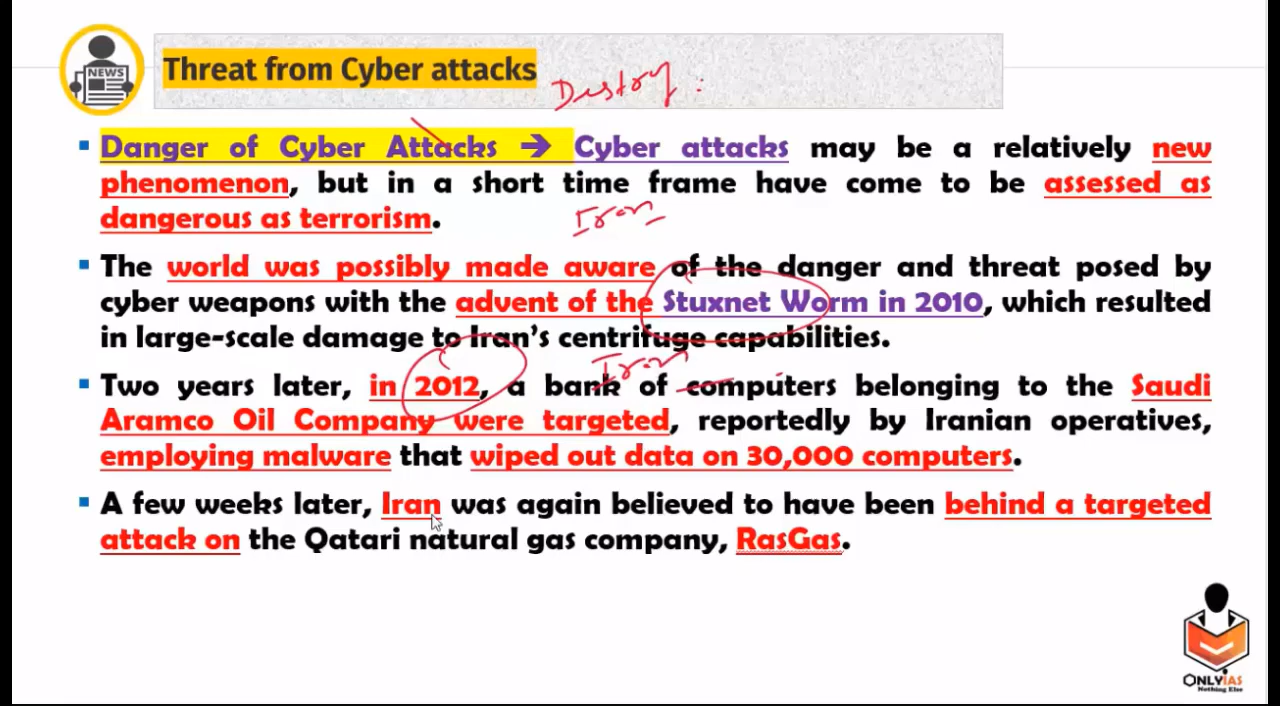 NEWS
Threat from Cyber attacks
Destroy :
Danger of Cyber Attacks → Cyber attacks may be a relatively new
phenomenon, but in a short time frame have come to be assessed as
dangerous as terrorism.
Iran
The world was possibly made aware of the danger and threat posed by
cyber weapons with the advent of the Stuxnet Worm in 2010, which resulted
in large-scale damage to Iran's centrifuge capabilities.
Iran
Two years later, in 2012, a bank of computers belonging to the Saudi
Aramco Oil Company were targeted, reportedly by Iranian operatives,
employing malware that wiped out data on 30,000 computers.
A few weeks later, Iran was again believed to have been behind a targeted
attack on the Qatari natural gas company, RasGas.
ONLYIAS
Nothing Else